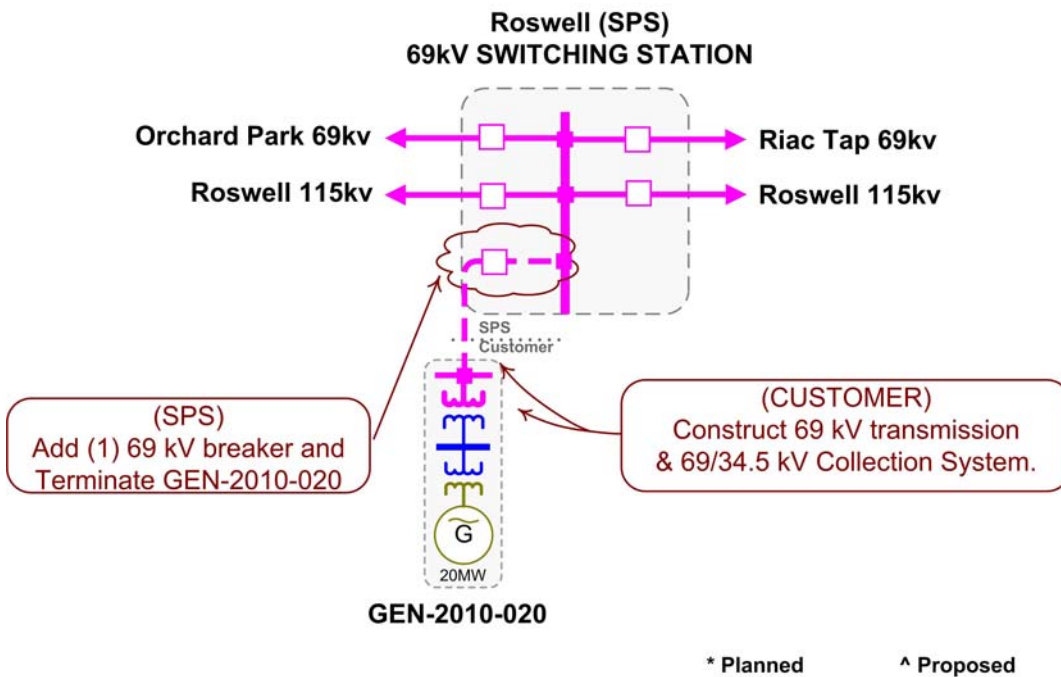 Roswell (SPS)
69kV SWITCHING STATION
Orchard Park 69kv
Riac Tap 69kv
Roswell 115kv
Roswell 115kv
SPS
Customer
(SPS)
Add (1) 69 kV breaker and
Terminate GEN-2010-020
(CUSTOMER)
Construct 69 kV transmission
& 69/34.5 kV Collection System.
G
20MW
GEN-2010-020
* Planned
^ Proposed